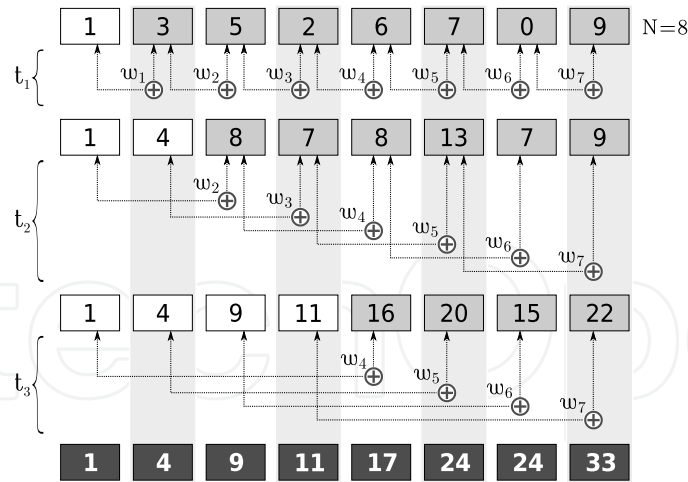 1 3 5 2 6 7 0 9 N=8
t1 w1 w2 w3 w4 w5 w6 w7
1 4 8 7 8 13 7 9
t2 w2 w3 w4 w5 w6 w7
1 4 9 11 16 20 15 22
t3 w4 w5 w6 w7
1 4 9 11 17 24 24 33